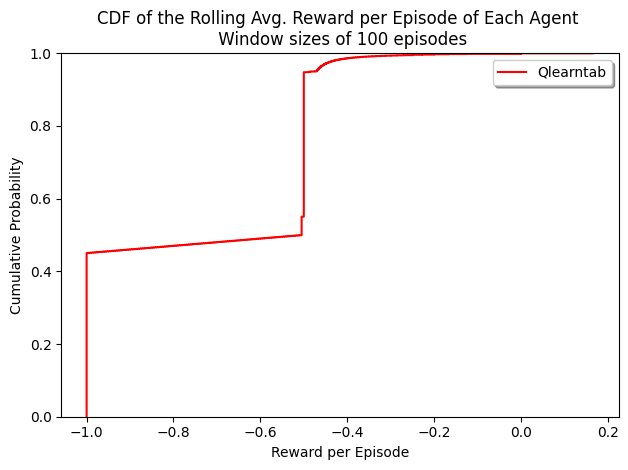 CDF of the Rolling Avg. Reward per Episode of Each Agent
Window sizes of 100 episodes
Qlearntab
1.0
0.8
0.6
0.4
0.2
0.0
Cumulative Probability
−1.0 −0.8 −0.6 −0.4 −0.2 0.0 0.2
Reward per Episode